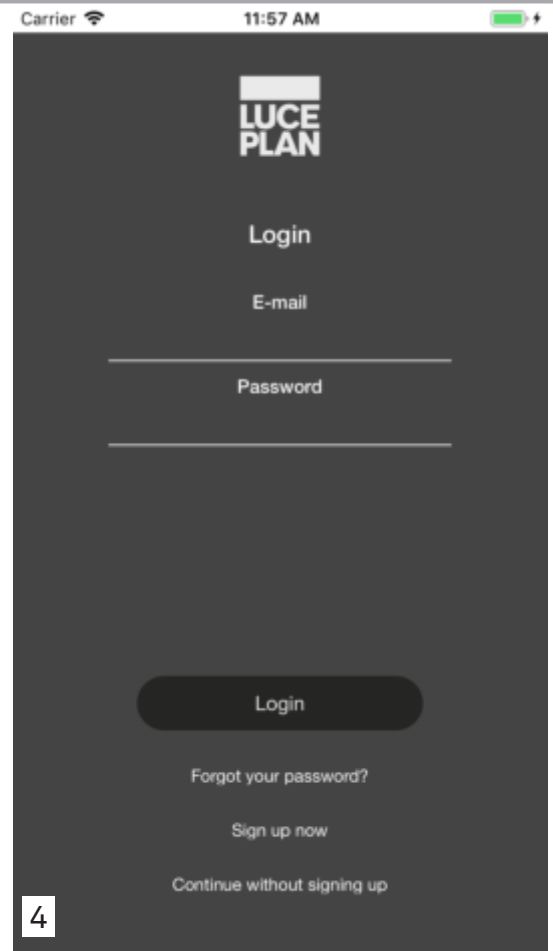 Carrier 11:57 AM
LUCE
PLAN
Login
E-mail
Password
Login
Forgot your password?
Sign up now
Continue without signing up
4